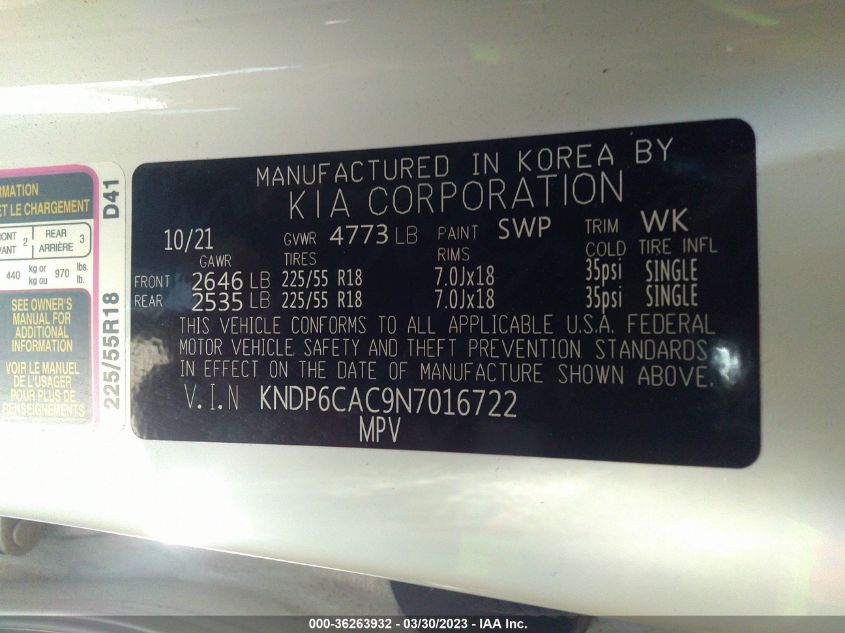 RMATION
ET LE CHARGEMENT
RONT
VANT 2
REAR
ARRIÈRE 3
440 kg or
kg ou 970 lbs.
lb.
SEE OWNER'S
MANUAL FOR
ADDITIONAL
INFORMATION
VOIR LE MANUEL
DE L'USAGER
POUR PLUS DE
RENSEIGNEMENTS
225/55R18 D41
MANUFACTURED IN KOREA BY
KIA CORPORATION
10/21 GVWR 4773 LB PAINT SWP TRIM WK
GAWR TIRES RIMS COLD TIRE INFL
FRONT 2646 LB 225/55 R18 7.0Jx18 35psi SINGLE
REAR 2535 LB 225/55 R18 7.0Jx18 35psi SINGLE
THIS VEHICLE CONFORMS TO ALL APPLICABLE U.S.A. FEDERAL
MOTOR VEHICLE SAFETY AND THEFT PREVENTION STANDARDS
IN EFFECT ON THE DATE OF MANUFACTURE SHOWN ABOVE.
V.I.N KNDP6CAC9N7016722
MPV
000-36263932 - 03/30/2023 - IAA Inc.